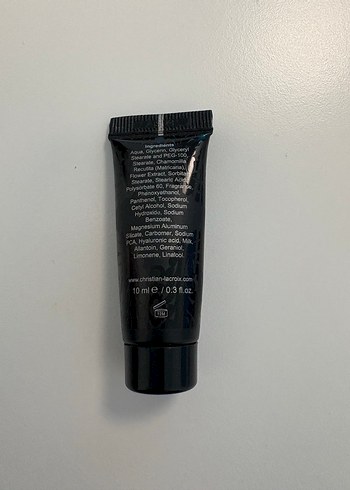 Ingredients
Aqua, Glycerin, Glyceryl
Stearate and PEG-100,
Stearate, Chamomilla
Recutita (Matricaria),
Flower Extract, Sorbitan
Stearate, Stearic Acid,
Polysorbate 60, Fragrance,
Phenoxyethanol,
Panthenol, Tocopherol,
Cetyl Alcohol, Sodium
Hydroxide, Sodium
Benzoate,
Magnesium Aluminum
Silicate, Carbomer, Sodium
PCA, Hyaluronic acid, Milk,
Allantoin, Geraniol,
Limonene, Linalool.
www.christian-lacroix.com
10 ml ℮ / 0.3 fl.oz.